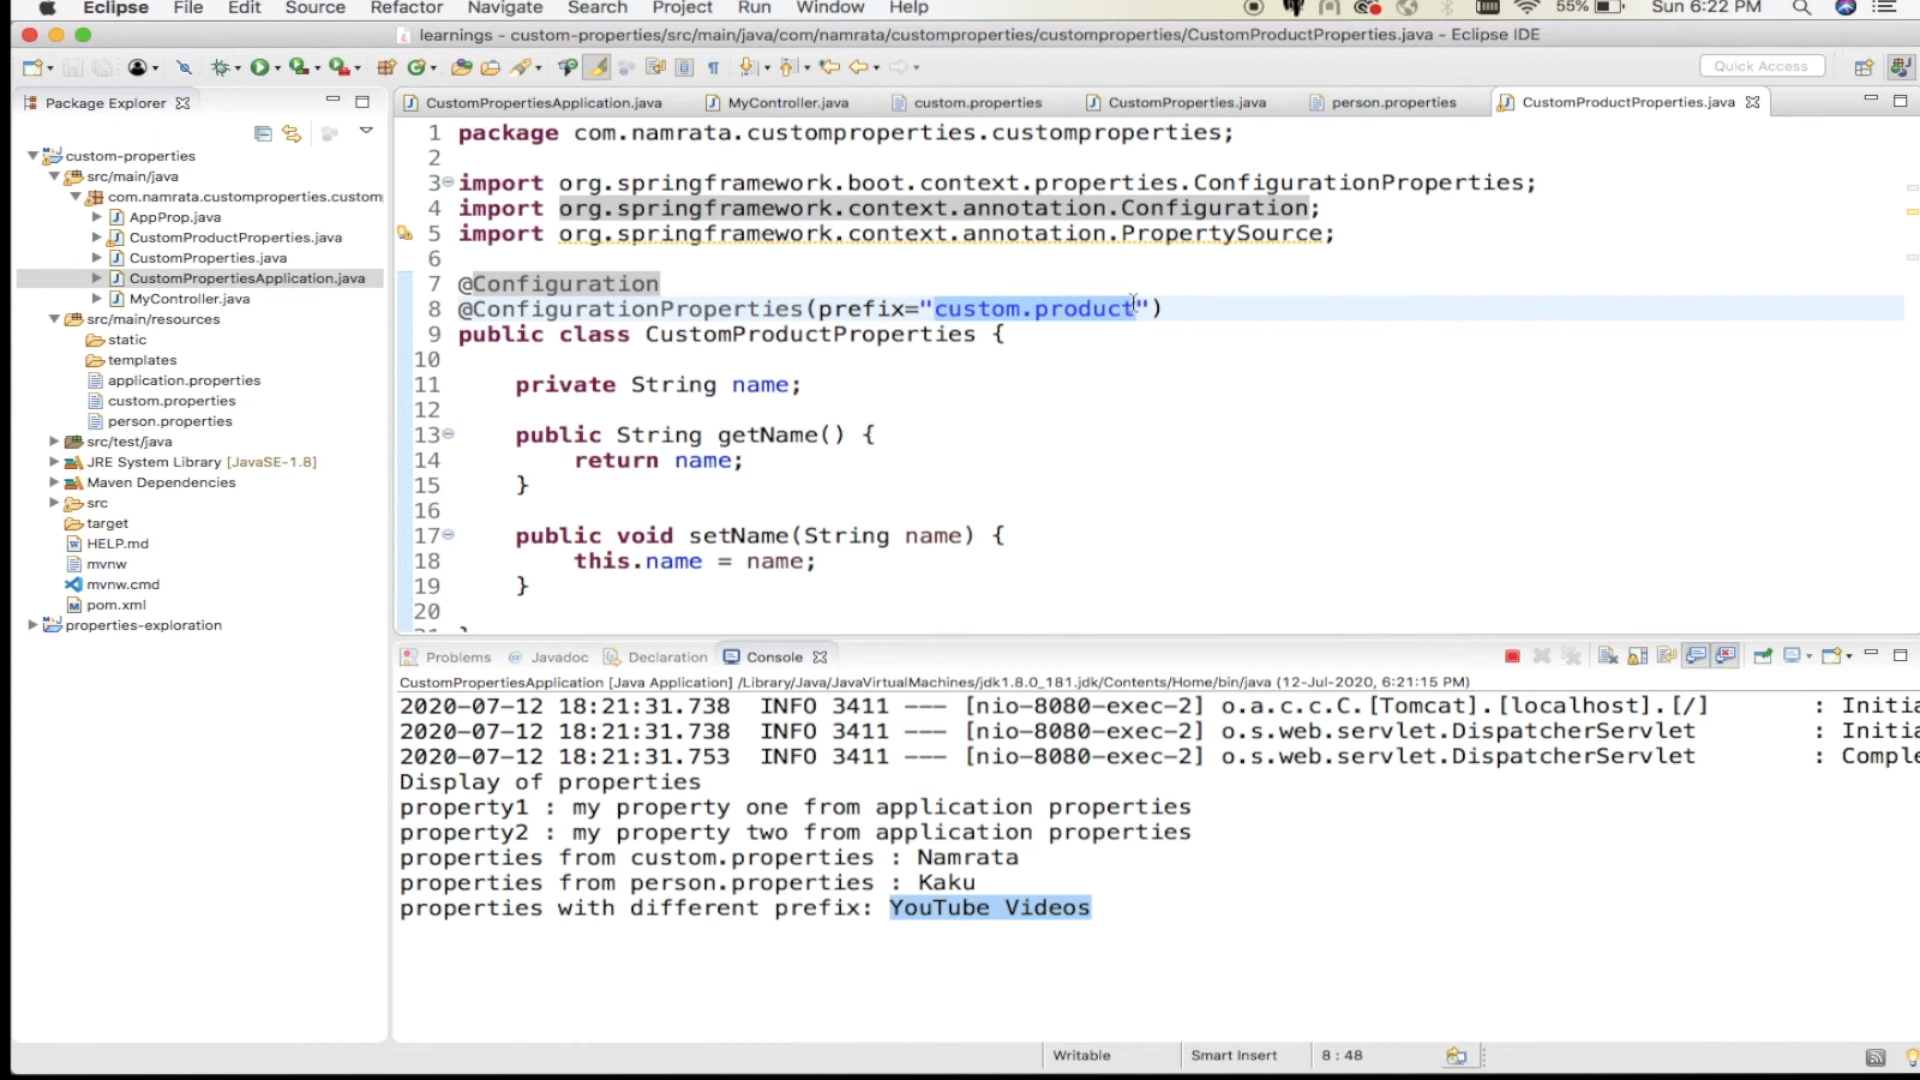 Eclipse File Edit Source Refactor Navigate Search Project Run Window Help 55% Sun 6:22 PM
learnings - custom-properties/src/main/java/com/namrata/customproperties/customproperties/CustomProductProperties.java - Eclipse IDE
Quick Access
Package Explorer
custom-properties
src/main/java
com.namrata.customproperties.custom
AppProp.java
CustomProductProperties.java
CustomProperties.java
CustomPropertiesApplication.java
MyController.java
src/main/resources
static
templates
application.properties
custom.properties
person.properties
src/test/java
JRE System Library [JavaSE-1.8]
Maven Dependencies
src
target
HELP.md
mvnw
mvnw.cmd
pom.xml
properties-exploration
CustomPropertiesApplication.java MyController.java custom.properties CustomProperties.java person.properties CustomProductProperties.java
1 package com.namrata.customproperties.customproperties;
2
3 import org.springframework.boot.context.properties.ConfigurationProperties;
4 import org.springframework.context.annotation.Configuration;
5 import org.springframework.context.annotation.PropertySource;
6
7 @Configuration
8 @ConfigurationProperties(prefix="custom.product")
9 public class CustomProductProperties {
10
11 private String name;
12
13 public String getName() {
14 return name;
15 }
16
17 public void setName(String name) {
18 this.name = name;
19 }
20
Problems @ Javadoc Declaration Console
CustomPropertiesApplication [Java Application] /Library/Java/JavaVirtualMachines/jdk1.8.0_181.jdk/Contents/Home/bin/java (12-Jul-2020, 6:21:15 PM)
2020-07-12 18:21:31.738 INFO 3411 --- [nio-8080-exec-2] o.a.c.c.C.[Tomcat].[localhost].[/] : Initia
2020-07-12 18:21:31.738 INFO 3411 --- [nio-8080-exec-2] o.s.web.servlet.DispatcherServlet : Initia
2020-07-12 18:21:31.753 INFO 3411 --- [nio-8080-exec-2] o.s.web.servlet.DispatcherServlet : Comple
Display of properties
property1 : my property one from application properties
property2 : my property two from application properties
properties from custom.properties : Namrata
properties from person.properties : Kaku
properties with different prefix: YouTube Videos
Writable Smart Insert 8 : 48